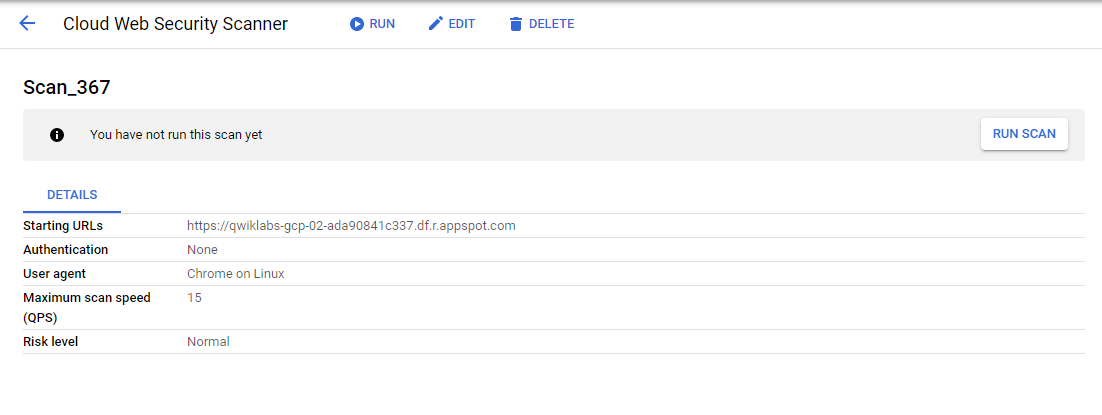 Cloud Web Security Scanner RUN EDIT DELETE
Scan_367
You have not run this scan yet RUN SCAN
DETAILS
Starting URLs https://qwiklabs-gcp-02-ada90841c337.df.r.appspot.com
Authentication None
User agent Chrome on Linux
Maximum scan speed 15
(QPS)
Risk level Normal